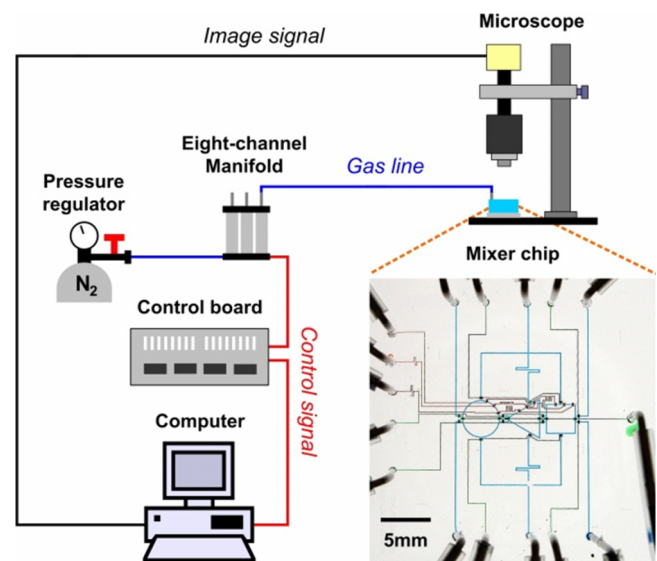 Microscope
Image signal
Eight-channel
Manifold
Gas line
Pressure
regulator
N2
Mixer chip
Control board
Control signal
Computer
5mm